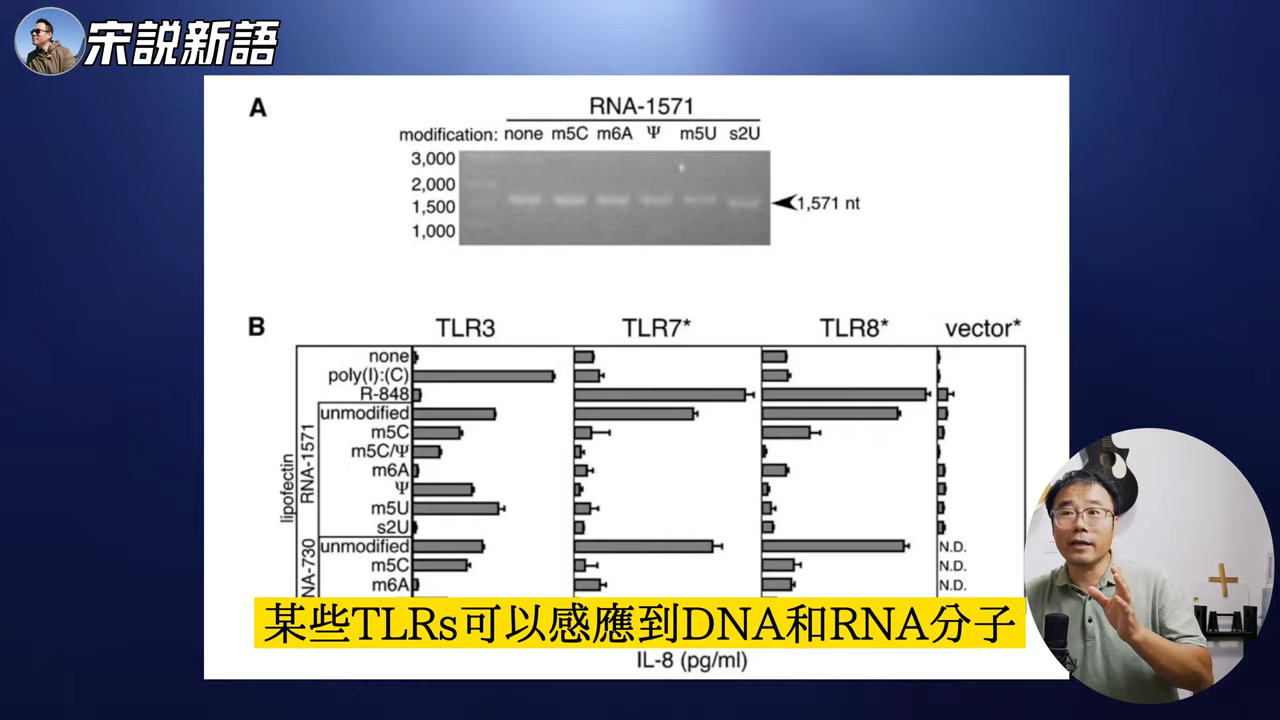 宋説新語
A
RNA-1571
modification: none m5C m6A Ψ m5U s2U
3,000
2,000
1,500
1,000
1,571 nt
B
TLR3 TLR7* TLR8* vector*
none
poly(I):(C)
R-848
lipofectin
RNA-1571
unmodified
m5C
m5C/Ψ
m6A
Ψ
m5U
s2U
NA-730
unmodified N.D.
m5C N.D.
m6A N.D.
某些TLRs可以感應到DNA和RNA分子
IL-8 (pg/ml)